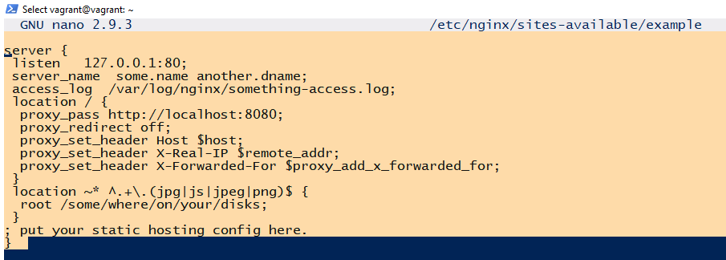 Select vagrant@vagrant: ~
GNU nano 2.9.3 /etc/nginx/sites-available/example
server {
listen 127.0.0.1:80;
server_name some.name another.dname;
access_log /var/log/nginx/something-access.log;
location / {
proxy_pass http://localhost:8080;
proxy_redirect off;
proxy_set_header Host $host;
proxy_set_header X-Real-IP $remote_addr;
proxy_set_header X-Forwarded-For $proxy_add_x_forwarded_for;
}
location ~* ^.+\.(jpg|js|jpeg|png)$ {
root /some/where/on/your/disks;
}
; put your static hosting config here.
}